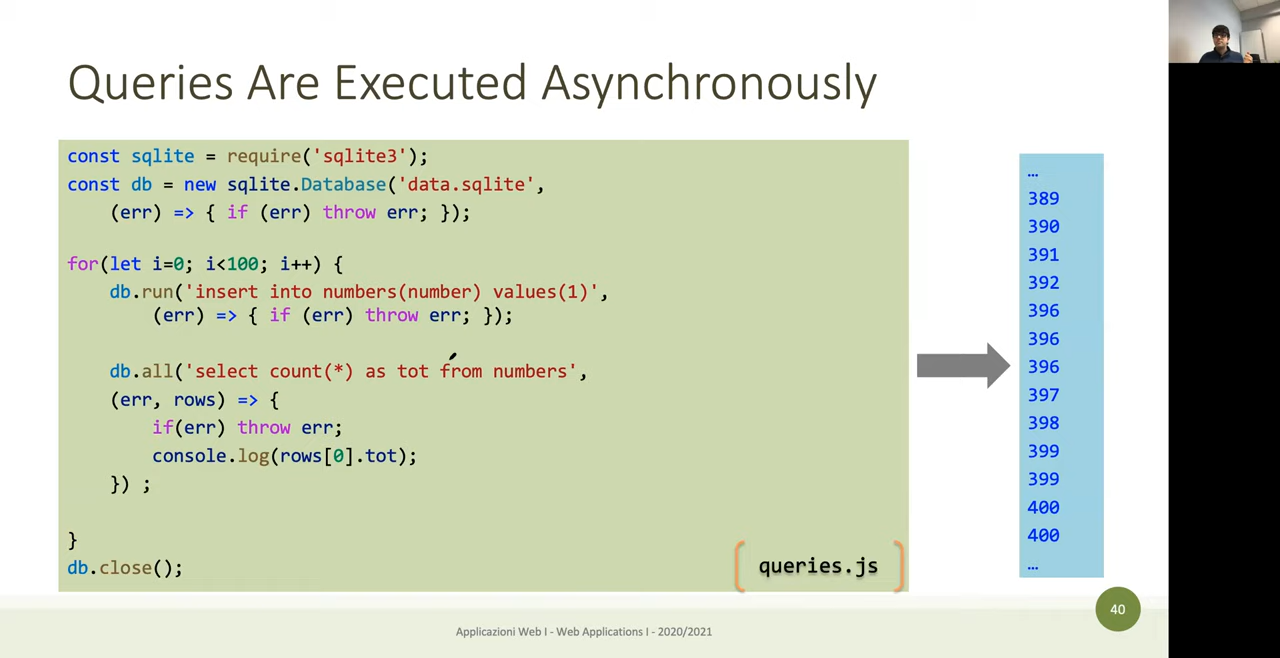 Queries Are Executed Asynchronously
const sqlite = require('sqlite3');
const db = new sqlite.Database('data.sqlite',
(err) => { if (err) throw err; });
for(let i=0; i<100; i++) {
db.run('insert into numbers(number) values(1)',
(err) => { if (err) throw err; });
db.all('select count(*) as tot from numbers',
(err, rows) => {
if(err) throw err;
console.log(rows[0].tot);
}) ;
}
db.close();
queries.js
…
389
390
391
392
396
396
396
397
398
399
399
400
400
…
40
Applicazioni Web I - Web Applications I - 2020/2021